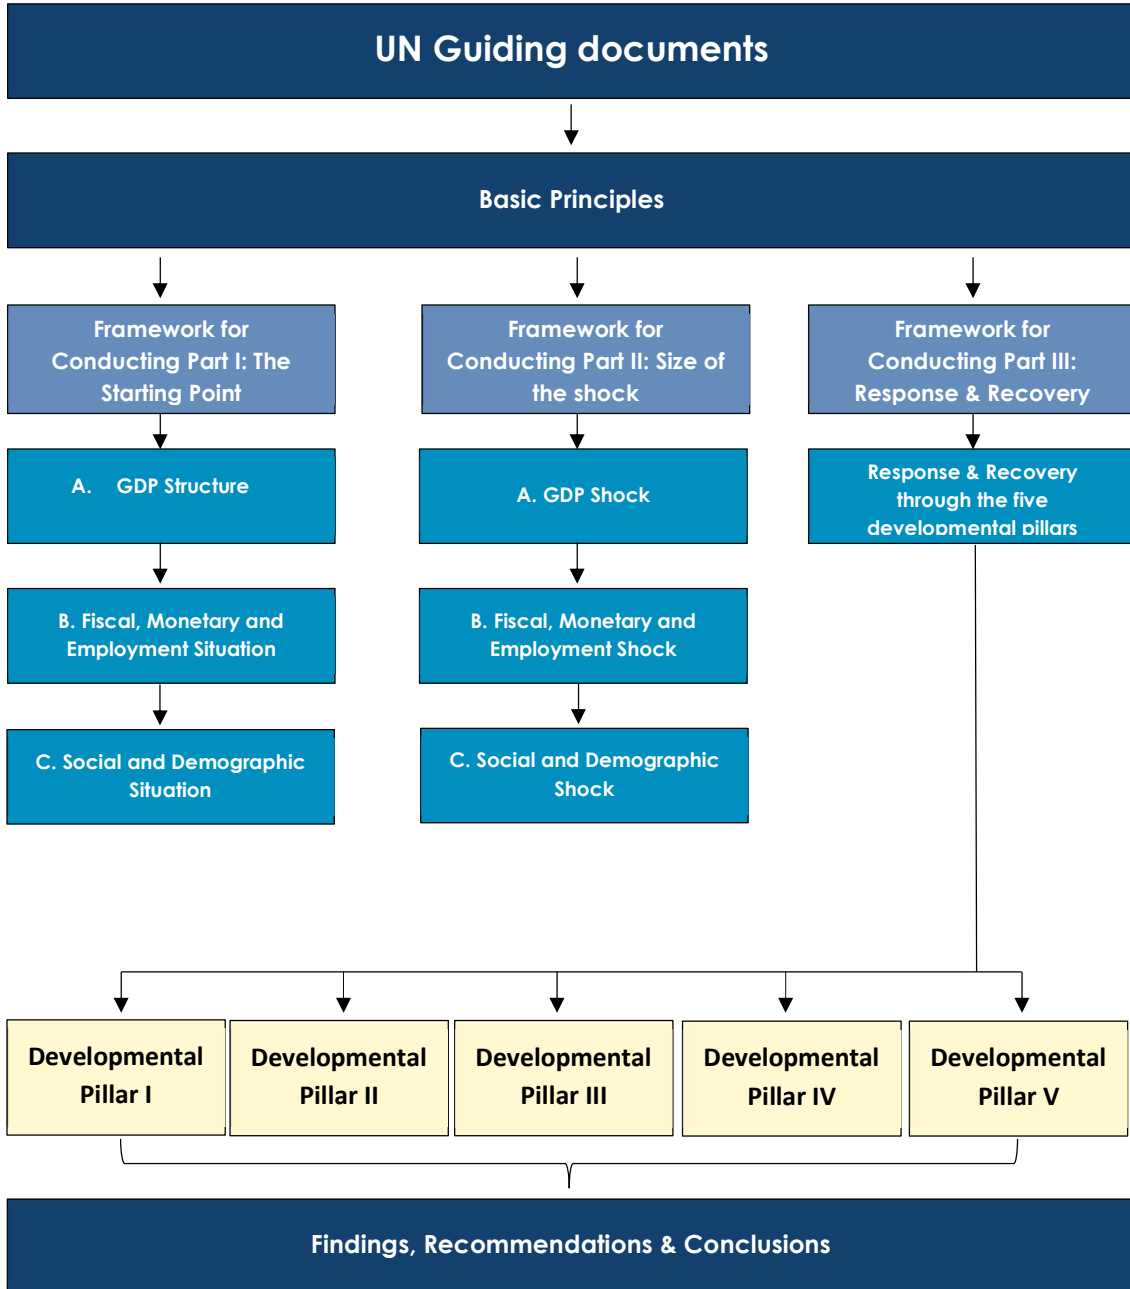 UN Guiding documents
Basic Principles
Framework for
Conducting Part I: The
Starting Point
Framework for
Conducting Part II: Size of
the shock
Framework for
Conducting Part III:
Response & Recovery
A. GDP Structure
A. GDP Shock
Response & Recovery
through the five
developmental pillars
B. Fiscal, Monetary and
Employment Situation
B. Fiscal, Monetary and
Employment Shock
C. Social and Demographic
Situation
C. Social and Demographic
Shock
Developmental
Pillar I
Developmental
Pillar II
Developmental
Pillar III
Developmental
Pillar IV
Developmental
Pillar V
Findings, Recommendations & Conclusions